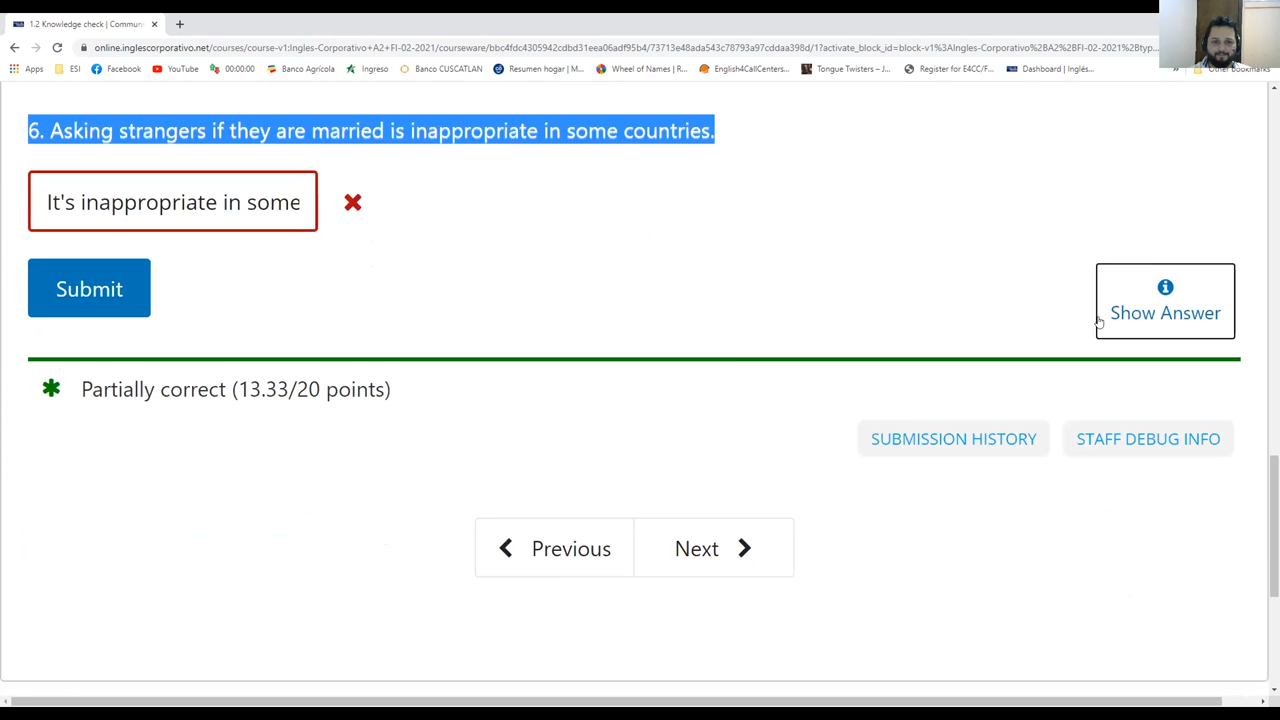 1.2 Knowledge check | Commun
online.inglescorporativo.net/courses/course-v1:Ingles-Corporativo+A2+FI-02-2021/courseware/bbc4fdc4305942cdbd31eea06adf95b4/73713e48ada543c71393a97cddaa398d/1?activate_block_id=block-v1%3AIngles-Corporativo%2BA2%2BFI-02-2021%2Btyp...
Apps ESI Facebook YouTube 00:00:00 Banco Agrícola Ingreso Banco CUSCATLAN Resumen hogar | M... Wheel of Names | R... English4CallCenters... Tongue Twisters – J... Register for E4CC/F... Dashboard | Inglés... » Other bookmarks
6. Asking strangers if they are married is inappropriate in some countries.
It's inappropriate in some
Submit
Show Answer
Partially correct (13.33/20 points)
SUBMISSION HISTORY STAFF DEBUG INFO
Previous Next